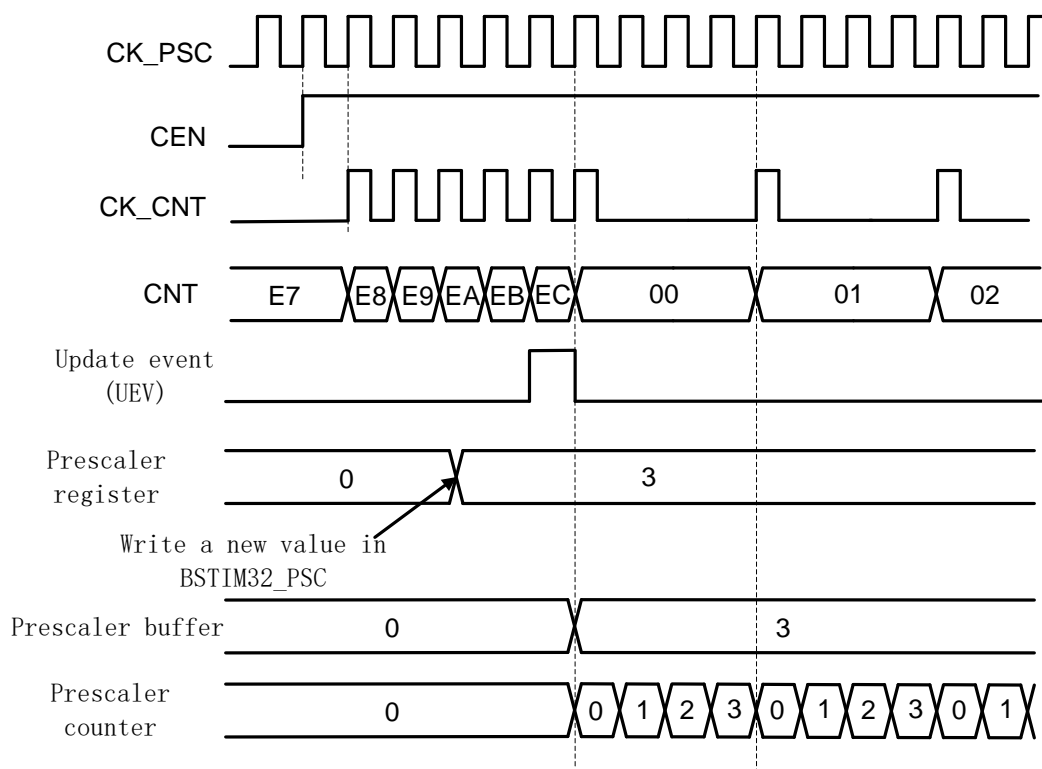 CK_PSC
CEN
CK_CNT
CNT E7 E8 E9 EA EB EC 00 01 02
Update event
(UEV)
Prescaler
register
0 3
Write a new value in
BSTIM32_PSC
Prescaler buffer 0 3
Prescaler
counter
0 0 1 2 3 0 1 2 3 0 1